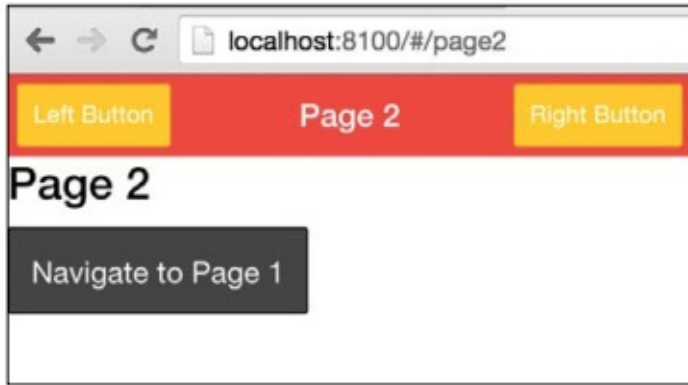 localhost:8100/#/page2
Left Button Page 2 Right Button
Page 2
Navigate to Page 1